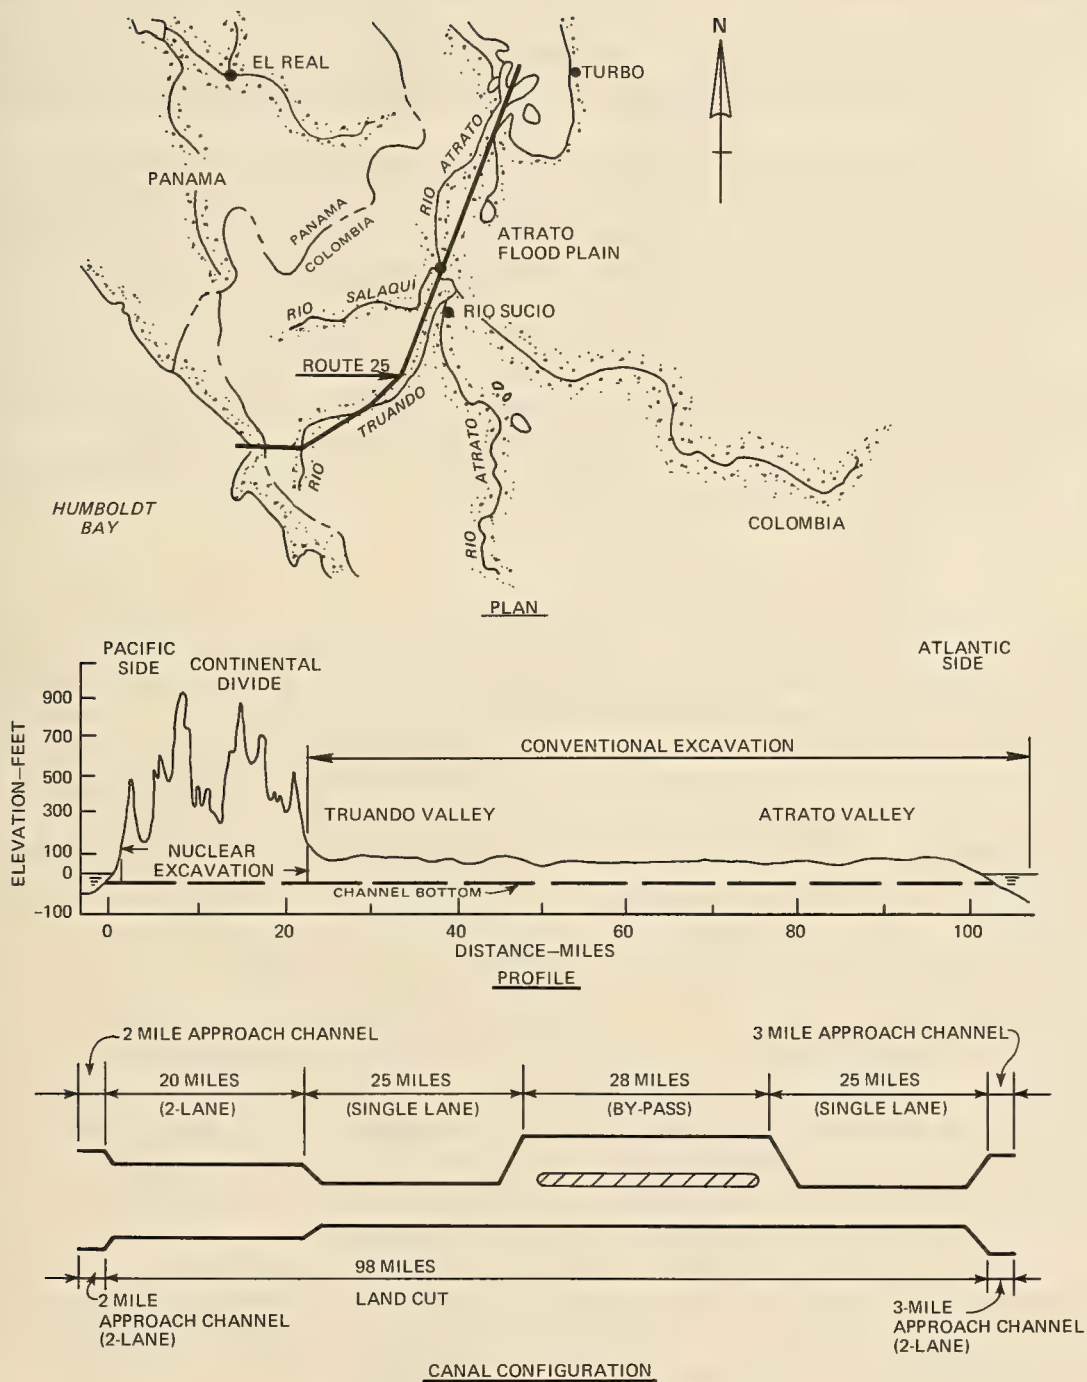 N
EL REAL
TURBO
RIO ATRATO
PANAMA
PANAMA
COLOMBIA
ATRATO
FLOOD PLAIN
RIO SALAQUÍ
RIO SUCIO
ROUTE 25
RIO TRUANDO
RIO ATRATO
HUMBOLDT
BAY
COLOMBIA
PLAN
PACIFIC
SIDE
CONTINENTAL
DIVIDE
ATLANTIC
SIDE
ELEVATION–FEET
900
700
500
300
100
0
–100
CONVENTIONAL EXCAVATION
TRUANDO VALLEY
ATRATO VALLEY
NUCLEAR
EXCAVATION
CHANNEL BOTTOM
0 20 40 60 80 100
DISTANCE–MILES
PROFILE
2 MILE APPROACH CHANNEL
3 MILE APPROACH CHANNEL
20 MILES
(2-LANE)
25 MILES
(SINGLE LANE)
28 MILES
(BY-PASS)
25 MILES
(SINGLE LANE)
98 MILES
LAND CUT
2 MILE
APPROACH CHANNEL
(2-LANE)
3-MILE
APPROACH CHANNEL
(2-LANE)
CANAL CONFIGURATION